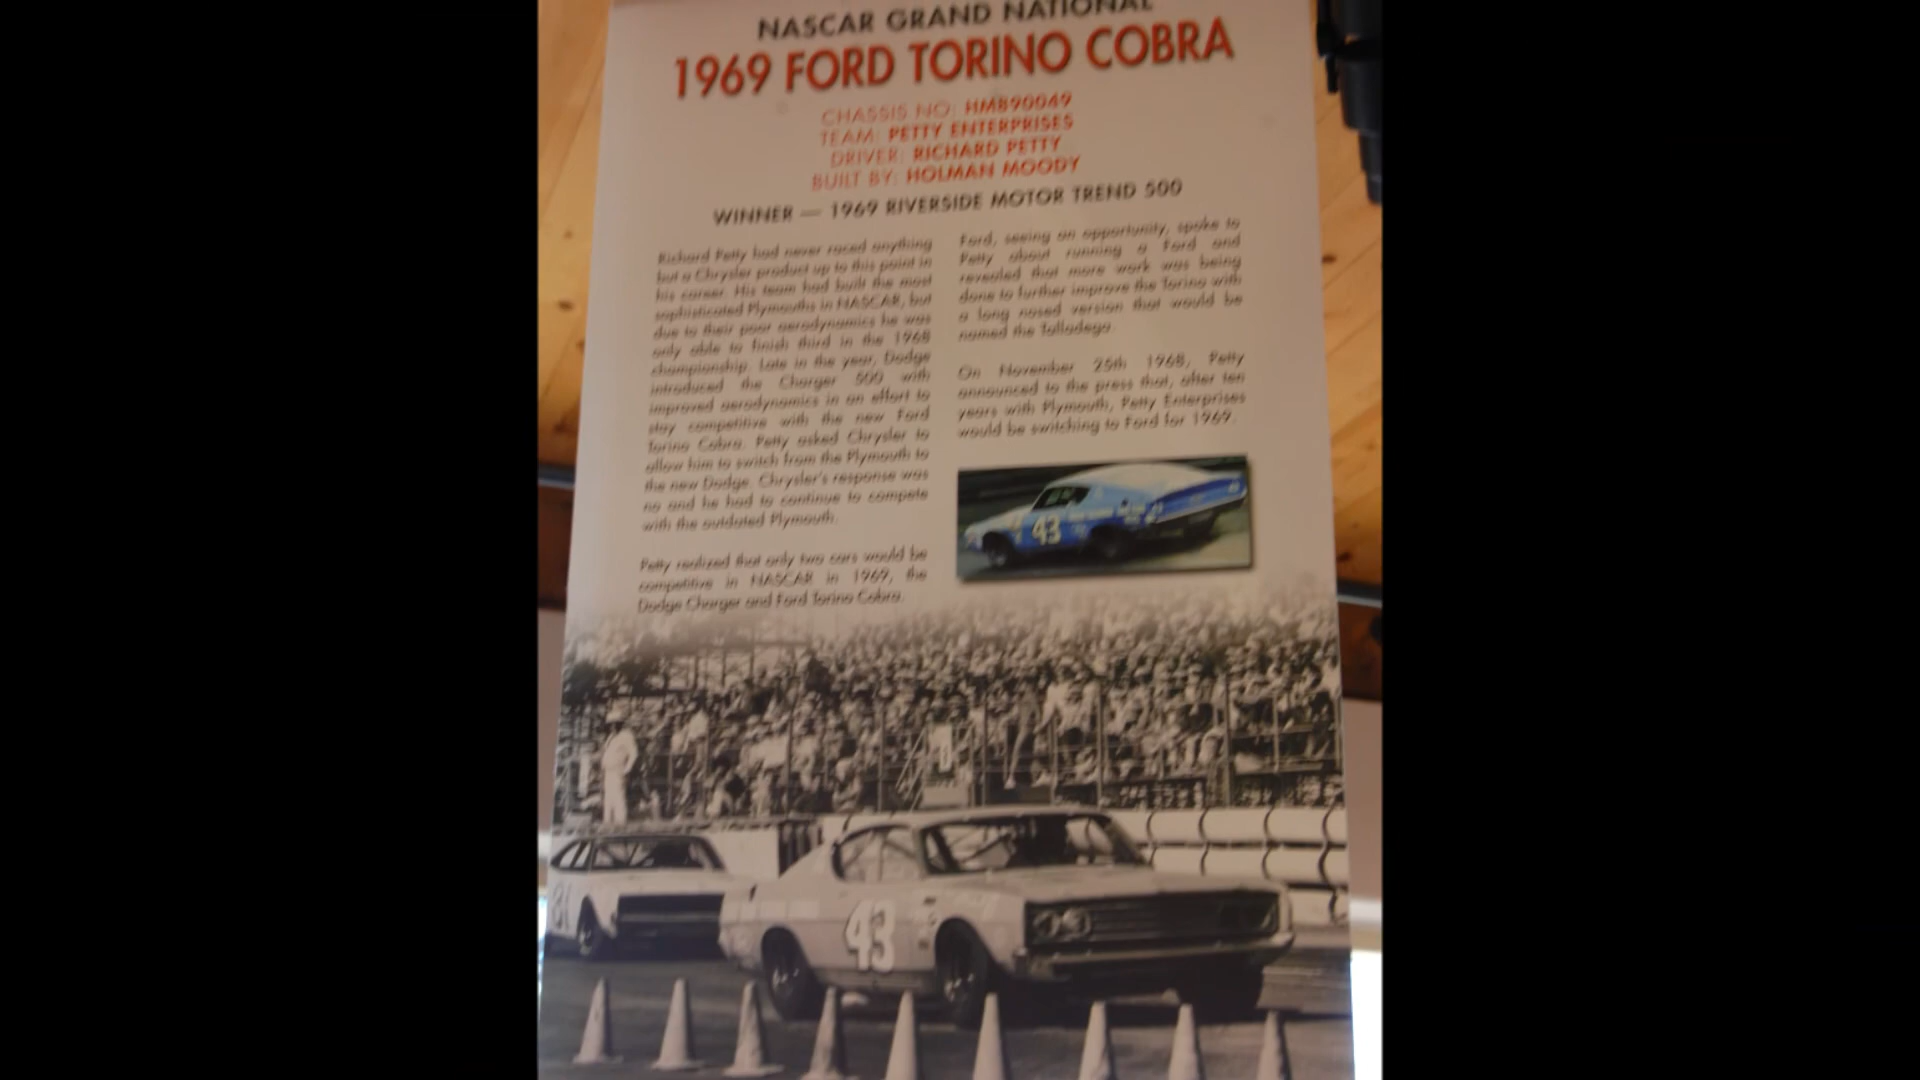 NASCAR GRAND NATIONAL
1969 FORD TORINO COBRA
CHASSIS NO: HM890049
TEAM: PETTY ENTERPRISES
DRIVER: RICHARD PETTY
BUILT BY: HOLMAN MOODY
WINNER — 1969 RIVERSIDE MOTOR TREND 500
Richard Petty had never raced anything
but a Chrysler product up to this point in
his career. His team had built the most
sophisticated Plymouths in NASCAR, but
due to their poor aerodynamics he was
only able to finish third in the 1968
championship. Late in the year, Dodge
introduced the Charger 500 with
improved aerodynamics in an effort to
stay competitive with the new Ford
Torino Cobra. Petty asked Chrysler to
allow him to switch from the Plymouth to
the new Dodge. Chrysler's response was
no and he had to continue to compete
with the outdated Plymouth.
Petty realized that only two cars would be
competitive in NASCAR in 1969, the
Dodge Charger and Ford Torino Cobra.
Ford, seeing an opportunity, spoke to
Petty about running a Ford and
revealed that more work was being
done to further improve the Torino with
a long nosed version that would be
named the Talladega.
On November 25th 1968, Petty
announced to the press that, after ten
years with Plymouth, Petty Enterprises
would be switching to Ford for 1969.
43
21
43